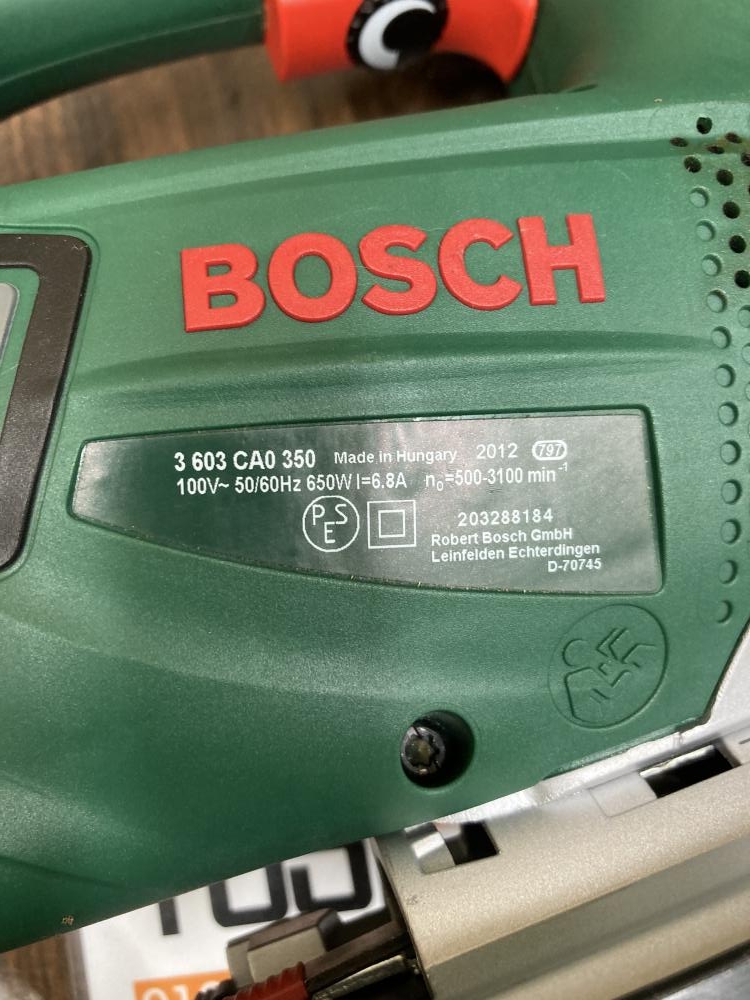 BOSCH
3 603 CA0 350 Made in Hungary 2012 797
100V~ 50/60Hz 650W I=6.8A n₀=500-3100 min⁻¹
PSE
203288184
Robert Bosch GmbH
Leinfelden Echterdingen
D-70745